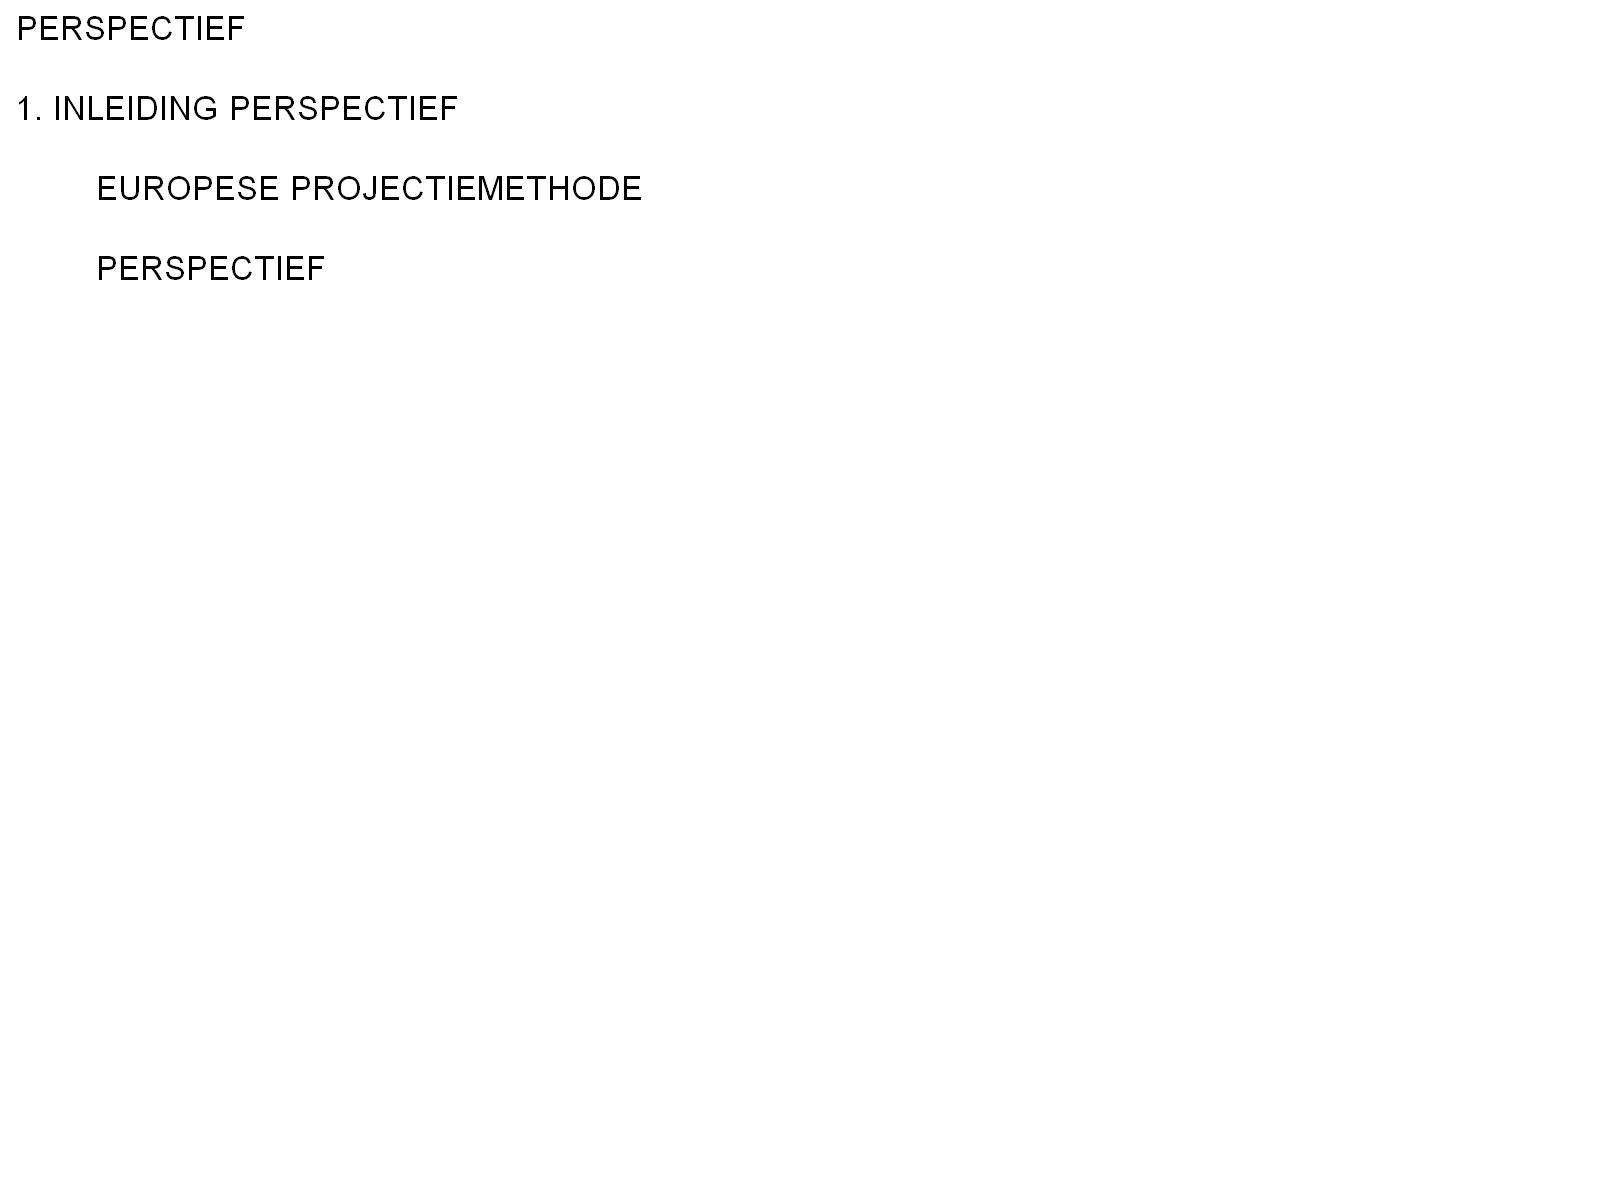 PERSPECTIEF
1. INLEIDING PERSPECTIEF
EUROPESE PROJECTIEMETHODE
PERSPECTIEF